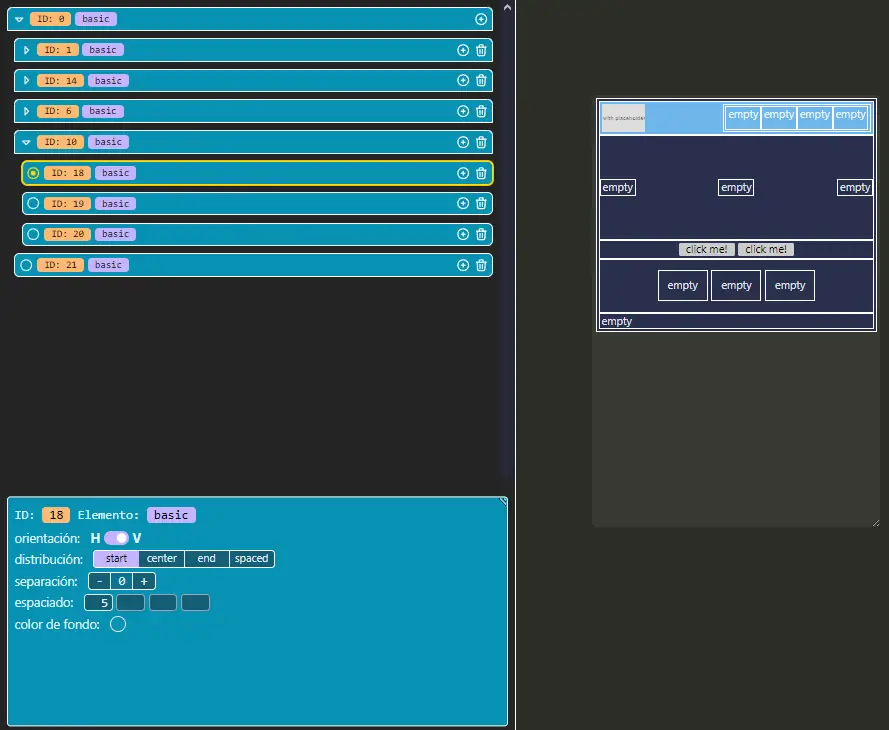 ID: 0 basic
ID: 1 basic
ID: 14 basic
ID: 6 basic
ID: 10 basic
ID: 18 basic
ID: 19 basic
ID: 20 basic
ID: 21 basic
ID: 18 Elemento: basic
orientación: H V
distribución: start center end spaced
separación: - 0 +
espaciado: 5
color de fondo:
with placeholder empty empty empty empty
empty empty empty
click me! click me!
empty empty empty
empty